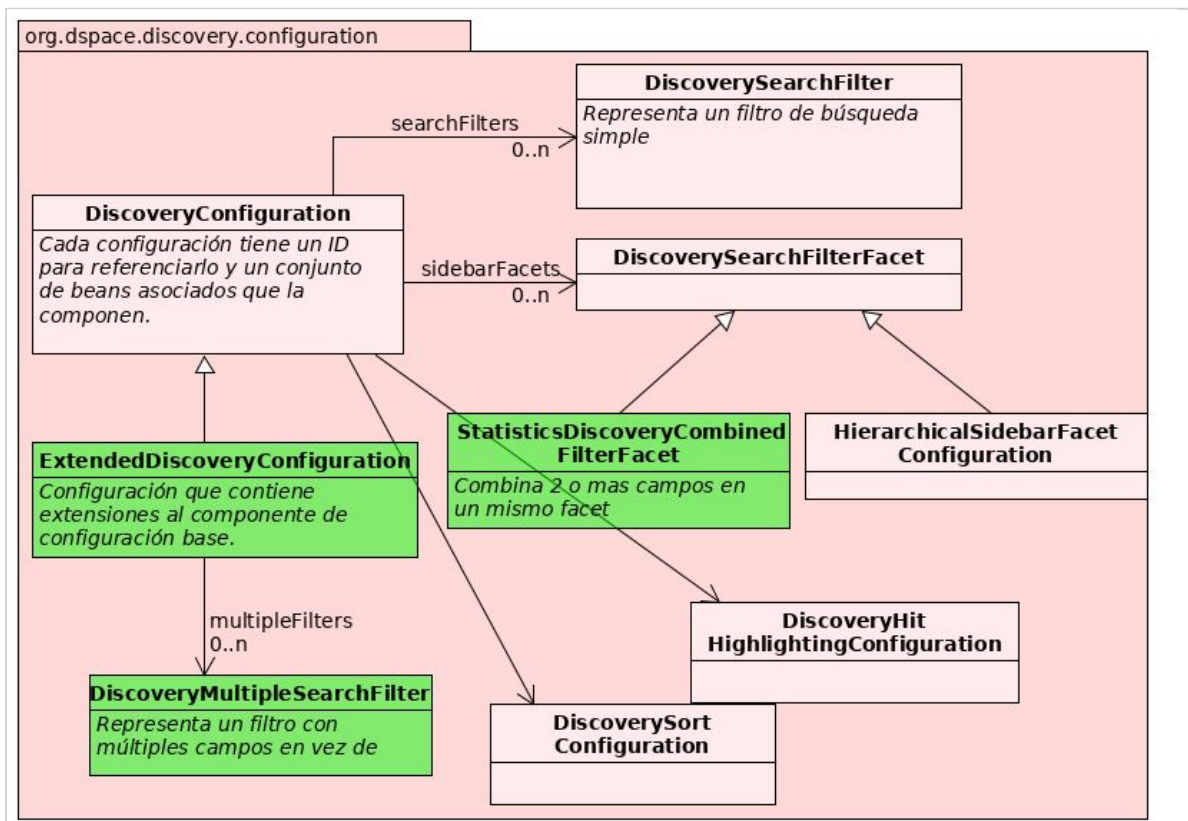 org.dspace.discovery.configuration
DiscoverySearchFilter
Representa un filtro de búsqueda
simple
searchFilters
0..n
DiscoveryConfiguration
Cada configuración tiene un ID
para referenciarlo y un conjunto
de beans asociados que la
componen.
sidebarFacets
0..n
DiscoverySearchFilterFacet
StatisticsDiscoveryCombined
FilterFacet
Combina 2 o mas campos en
un mismo facet
HierarchicalSidebarFacet
Configuration
ExtendedDiscoveryConfiguration
Configuración que contiene
extensiones al componente de
configuración base.
multipleFilters
0..n
DiscoveryHit
HighlightingConfiguration
DiscoveryMultipleSearchFilter
Representa un filtro con
múltiples campos en vez de
DiscoverySort
Configuration